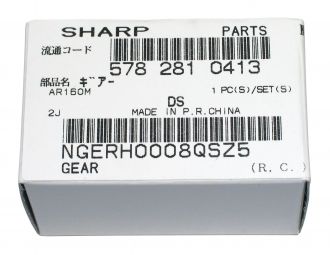 SHARP PARTS
流通コード
578 281 0413
部品名 ギアー
AR160M 1 PC(S)/SET(S)
DS
2J MADE IN P.R.CHINA
NGERH0008QSZ5
GEAR (R.C.)